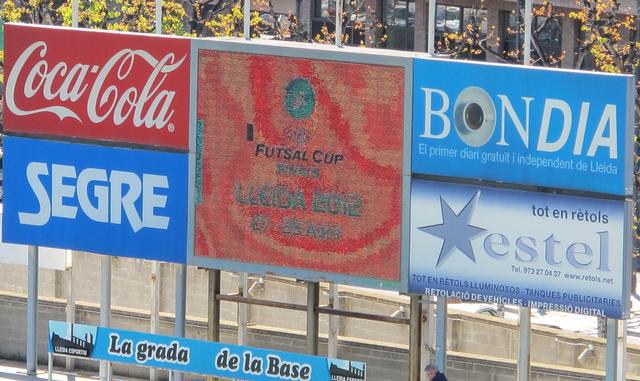 Coca-Cola
SEGRE
FUTSAL CUP
FINALS
LLEIDA 2012
27 - 29 Abril
BONDIA
El primer diari gratuït i independent de Lleida
tot en rètols
estel
Tel. 973 27 04 37 www.retols.net
TOT EN RÈTOLS LLUMINOSOS - TANQUES PUBLICITARIES
RETOLACIÓ DE VEHICLES - IMPRESSIÓ DIGITAL
LLEIDA ESPORTIU
La grada de la Base
LLEIDA ESPORTIU